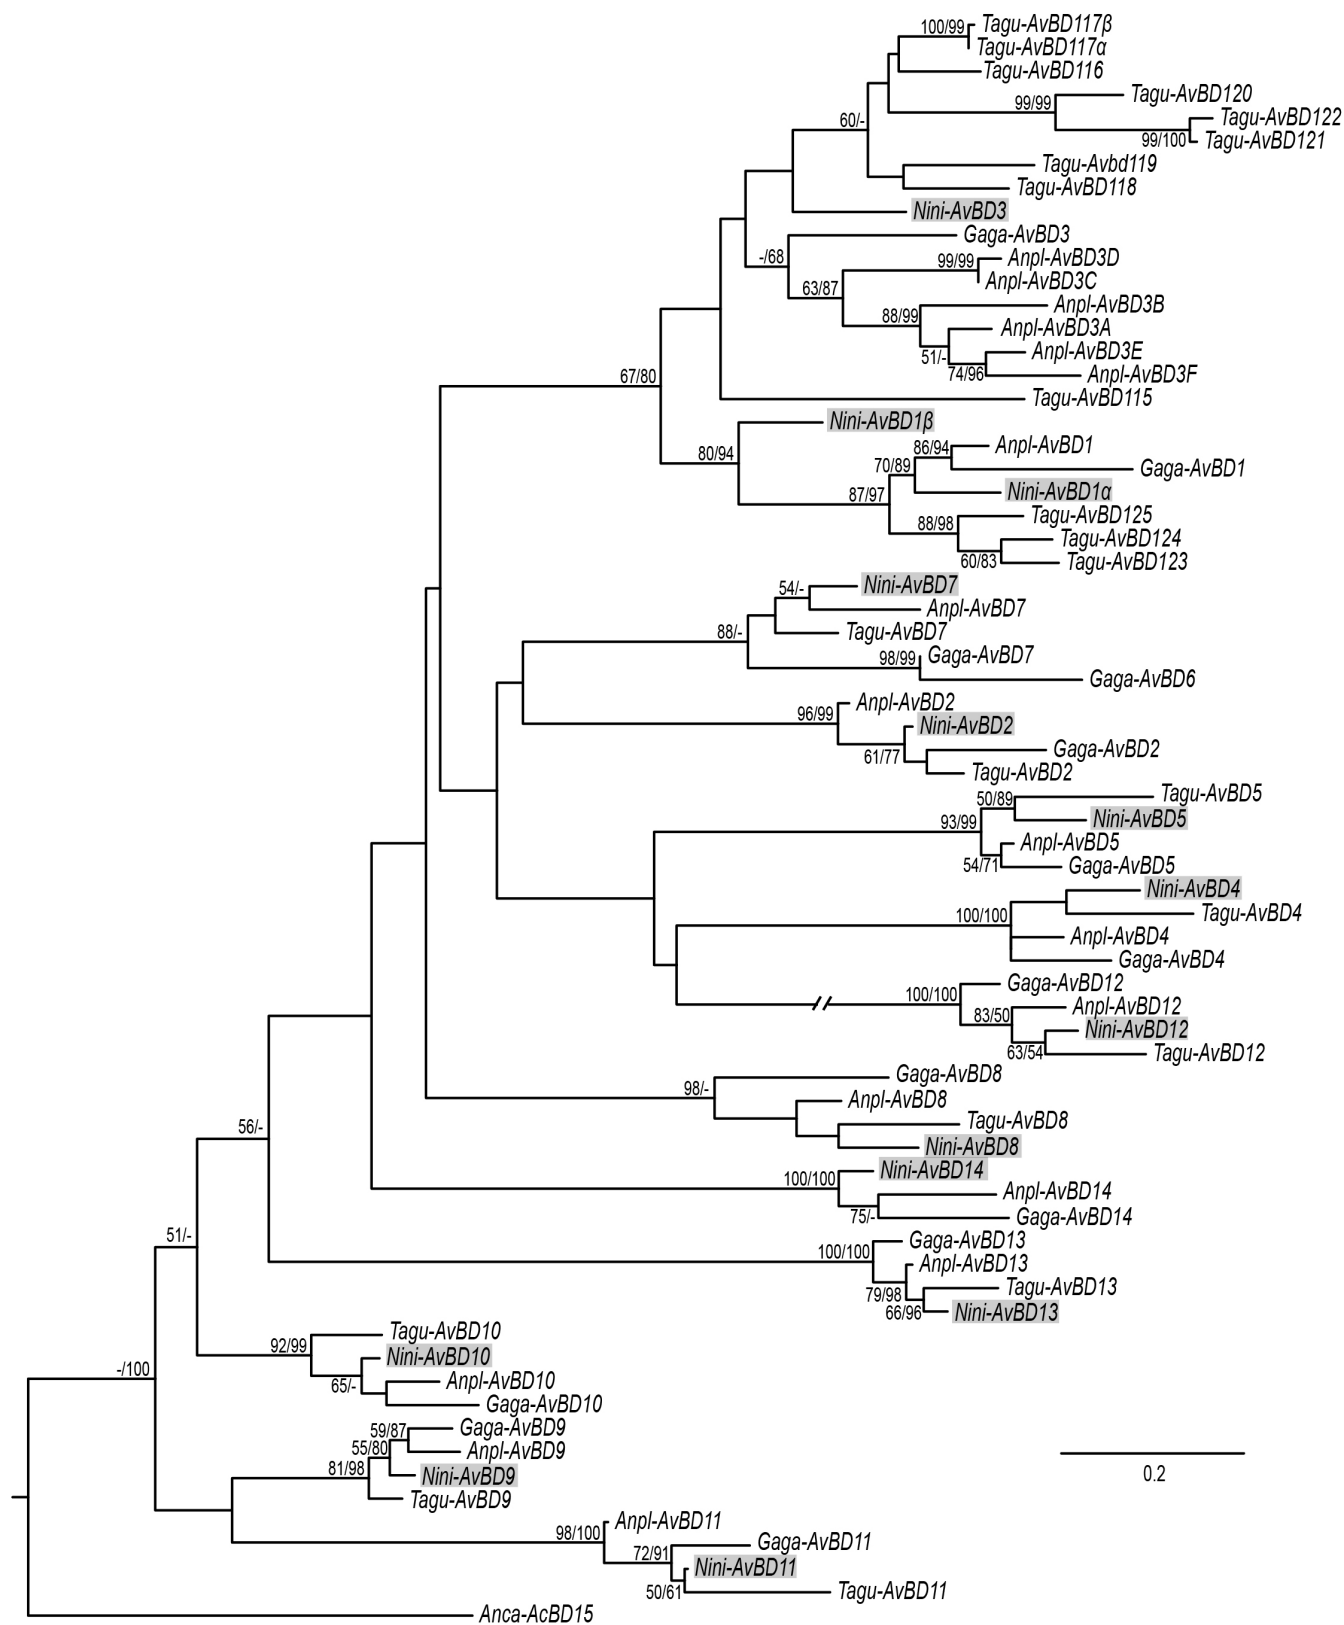 100/99
Tagu-AvBD117β
Tagu-AvBD117α
Tagu-AvBD116
Tagu-AvBD120
99/99
Tagu-AvBD122
60/-
99/100
Tagu-AvBD121
Tagu-Avbd119
Tagu-AvBD118
Nini-AvBD3
Gaga-AvBD3
-/68
99/99
Anpl-AvBD3D
Anpl-AvBD3C
63/87
Anpl-AvBD3B
88/99
Anpl-AvBD3A
51/-
Anpl-AvBD3E
74/96
Anpl-AvBD3F
67/80
Tagu-AvBD115
Nini-AvBD1β
80/94
86/94
Anpl-AvBD1
70/89
Gaga-AvBD1
87/97
Nini-AvBD1α
88/98
Tagu-AvBD125
Tagu-AvBD124
60/83
Tagu-AvBD123
54/-
Nini-AvBD7
Anpl-AvBD7
88/-
Tagu-AvBD7
98/99
Gaga-AvBD7
Gaga-AvBD6
96/99
Anpl-AvBD2
Nini-AvBD2
61/77
Gaga-AvBD2
Tagu-AvBD2
50/89
Tagu-AvBD5
93/99
Nini-AvBD5
Anpl-AvBD5
54/71
Gaga-AvBD5
Nini-AvBD4
100/100
Tagu-AvBD4
Anpl-AvBD4
Gaga-AvBD4
100/100
Gaga-AvBD12
83/50
Anpl-AvBD12
Nini-AvBD12
63/54
Tagu-AvBD12
Gaga-AvBD8
98/-
Anpl-AvBD8
Tagu-AvBD8
Nini-AvBD8
56/-
100/100
Nini-AvBD14
Anpl-AvBD14
75/-
Gaga-AvBD14
51/-
100/100
Gaga-AvBD13
Anpl-AvBD13
79/98
Tagu-AvBD13
66/96
Nini-AvBD13
92/99
Tagu-AvBD10
Nini-AvBD10
-/100
65/-
Anpl-AvBD10
Gaga-AvBD10
59/87
Gaga-AvBD9
55/80
Anpl-AvBD9
81/98
Nini-AvBD9
0.2
Tagu-AvBD9
98/100
Anpl-AvBD11
72/91
Gaga-AvBD11
Nini-AvBD11
50/61
Tagu-AvBD11
Anca-AcBD15